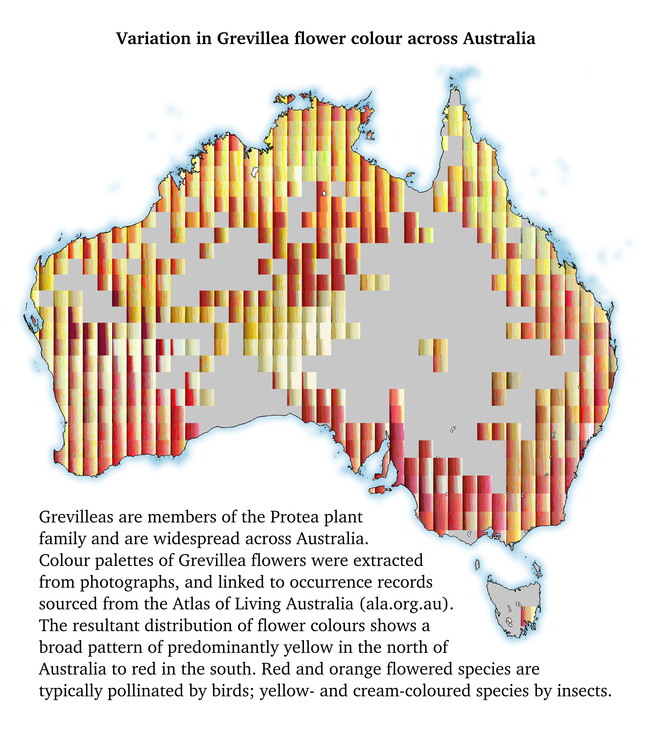 Variation in Grevillea flower colour across Australia
Grevilleas are members of the Protea plant
family and are widespread across Australia.
Colour palettes of Grevillea flowers were extracted
from photographs, and linked to occurrence records
sourced from the Atlas of Living Australia (ala.org.au).
The resultant distribution of flower colours shows a
broad pattern of predominantly yellow in the north of
Australia to red in the south. Red and orange flowered species are
typically pollinated by birds; yellow- and cream-coloured species by insects.